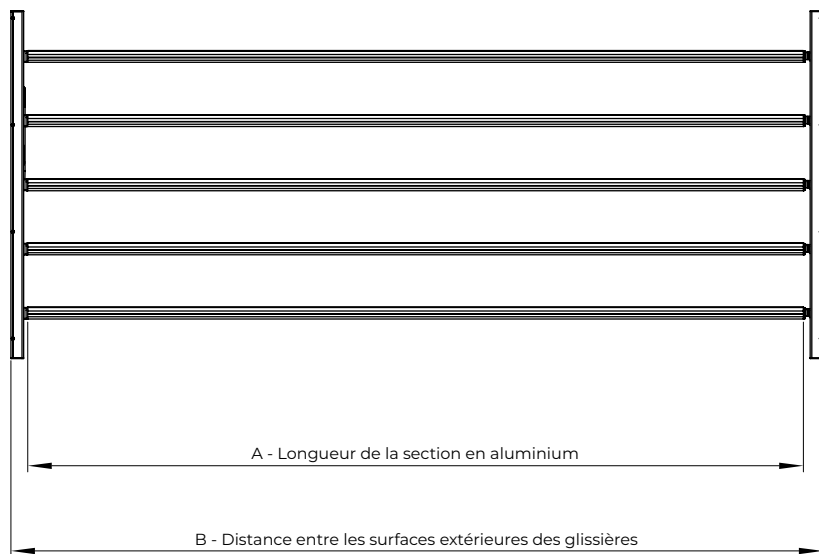 A - Longueur de la section en aluminium
B - Distance entre les surfaces extérieures des glissières